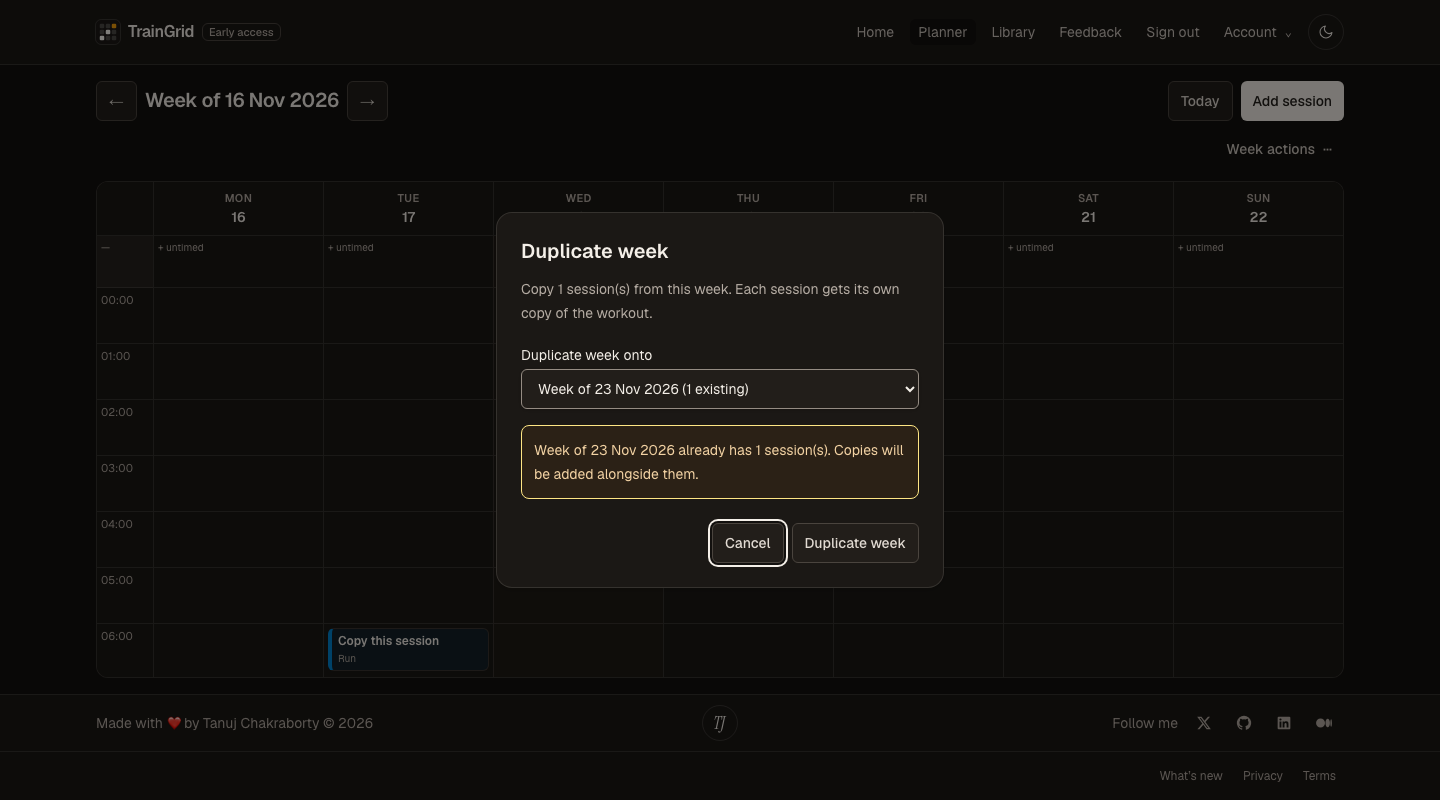 TrainGrid Early access
Home Planner Library Feedback Sign out Account
← Week of 16 Nov 2026 →
Today Add session
Week actions ···
MON TUE WED THU FRI SAT SUN
16 17 21 22
— + untimed + untimed + untimed + untimed
00:00
01:00
02:00
03:00
04:00
05:00
06:00
Copy this session
Run
Duplicate week
Copy 1 session(s) from this week. Each session gets its own
copy of the workout.
Duplicate week onto
Week of 23 Nov 2026 (1 existing)
Week of 23 Nov 2026 already has 1 session(s). Copies will
be added alongside them.
Cancel Duplicate week
Made with ❤️ by Tanuj Chakraborty © 2026
TJ
Follow me
What's new Privacy Terms